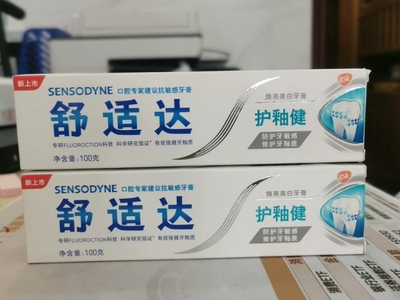 新上市
SENSODYNE 口腔专家建议抗敏感牙膏
舒适达
专研FLUOROCTION科技 科学研究验证* 有效强健牙釉质
净含量:100克
焕亮美白牙膏
护釉健
防护牙敏感
修护牙釉质
gsk
新上市
SENSODYNE 口腔专家建议抗敏感牙膏
舒适达
专研FLUOROCTION科技 科学研究验证* 有效强健牙釉质
净含量:100克
焕亮美白牙膏
护釉健
防护牙敏感
修护牙釉质
gsk